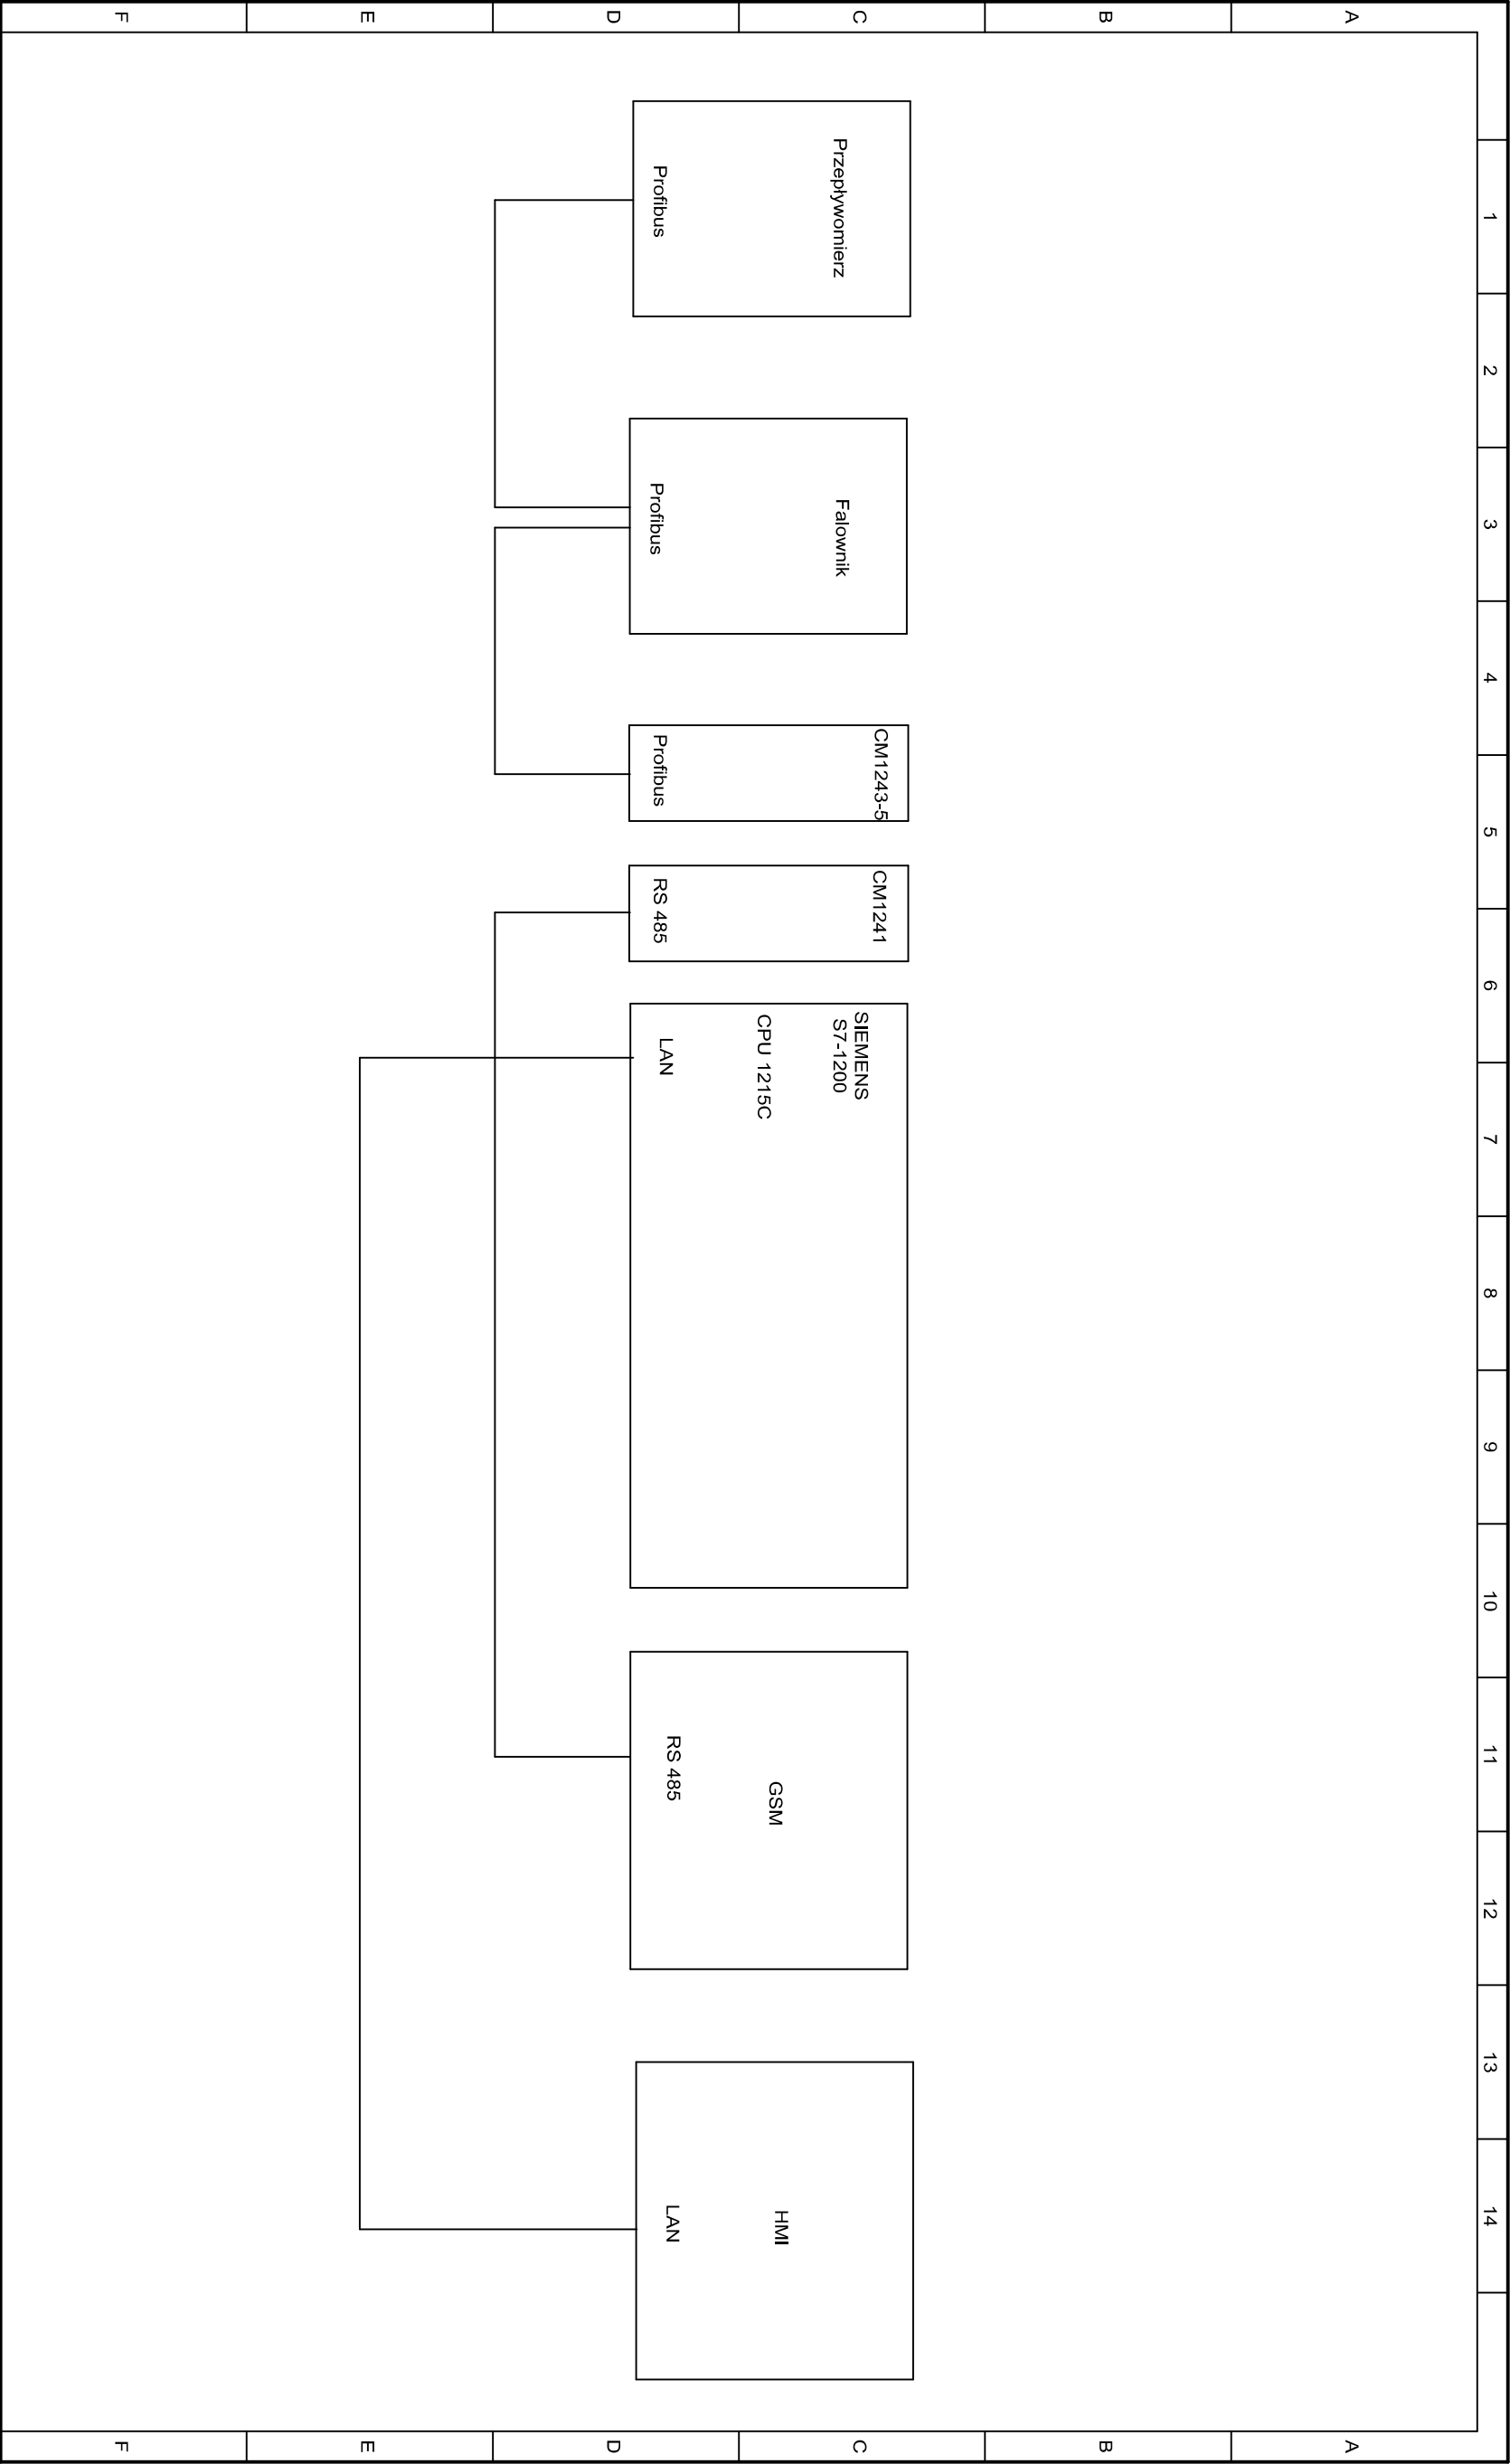 1
2
3
4
5
6
7
8
9
10
11
12
13
14
A
A
B
B
C
C
D
D
E
E
F
F
Przepływomierz
Profibus
Falownik
Profibus
CM1243-5
Profibus
CM1241
RS 485
SIEMENS
S7-1200
CPU 1215C
LAN
GSM
RS 485
HMI
LAN